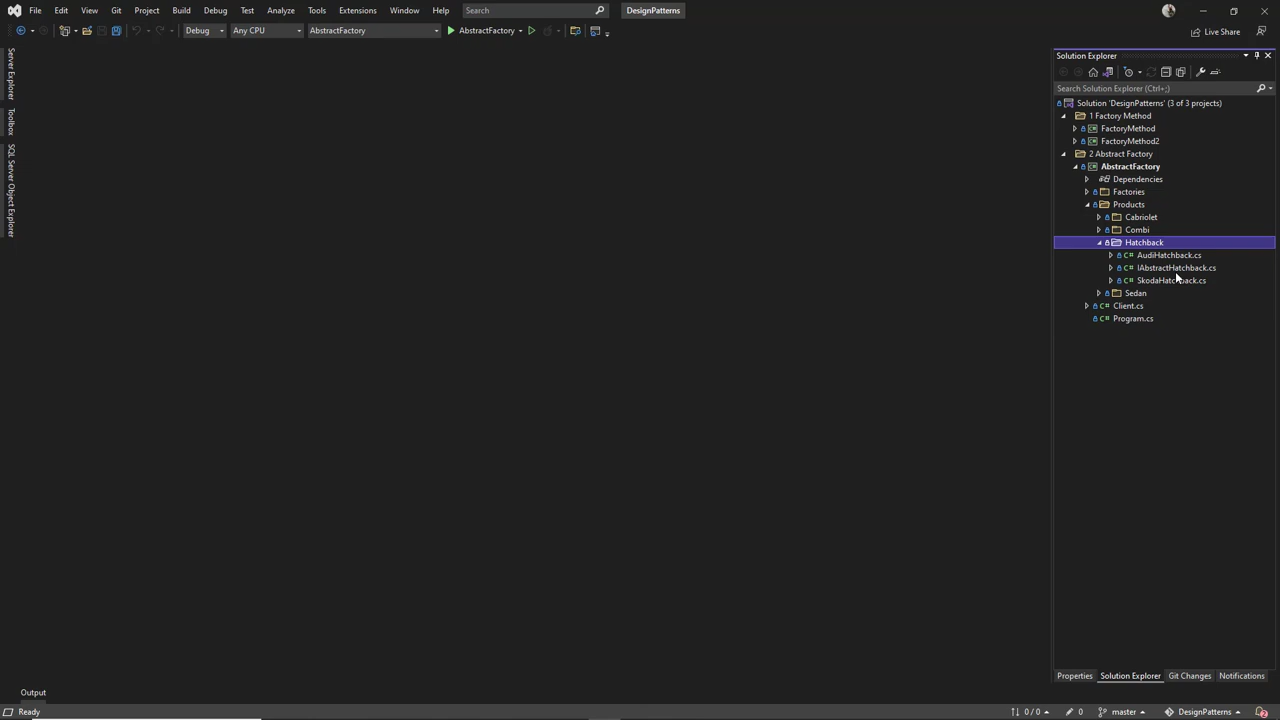 File Edit View Git Project Build Debug Test Analyze Tools Extensions Window Help Search DesignPatterns
Debug Any CPU AbstractFactory AbstractFactory Live Share
Server Explorer
Toolbox
SQL Server Object Explorer
Solution Explorer
Search Solution Explorer (Ctrl+;)
Solution 'DesignPatterns' (3 of 3 projects)
1 Factory Method
C# FactoryMethod
C# FactoryMethod2
2 Abstract Factory
C# AbstractFactory
Dependencies
Factories
Products
Cabriolet
Combi
Hatchback
C# AudiHatchback.cs
C# IAbstractHatchback.cs
C# SkodaHatchback.cs
Sedan
C# Client.cs
C# Program.cs
Properties Solution Explorer Git Changes Notifications
Output
Ready 0 / 0 0 master DesignPatterns 2